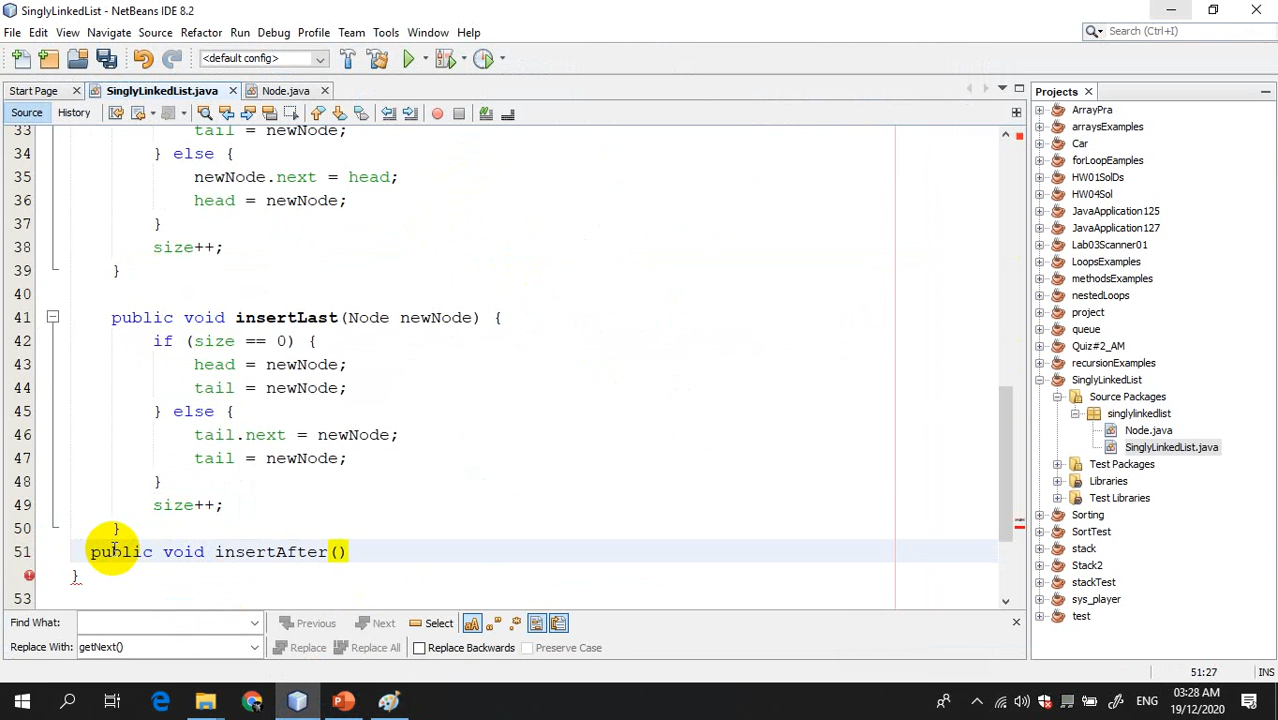 SinglyLinkedList - NetBeans IDE 8.2
File Edit View Navigate Source Refactor Run Debug Profile Team Tools Window Help
Search (Ctrl+I)
<default config>
Start Page
SinglyLinkedList.java
Node.java
Source
History
33 tail = newNode;
34 } else {
35 newNode.next = head;
36 head = newNode;
37 }
38 size++;
39 }
40
41 public void insertLast(Node newNode) {
42 if (size == 0) {
43 head = newNode;
44 tail = newNode;
45 } else {
46 tail.next = newNode;
47 tail = newNode;
48 }
49 size++;
50 }
51 public void insertAfter()
}
53
Projects
ArrayPra
arraysExamples
Car
forLoopEamples
HW01SolDs
HW04Sol
JavaApplication125
JavaApplication127
Lab03Scanner01
LoopsExamples
methodsExamples
nestedLoops
project
queue
Quiz#2_AM
recursionExamples
SinglyLinkedList
Source Packages
singlylinkedlist
Node.java
SinglyLinkedList.java
Test Packages
Libraries
Test Libraries
Sorting
SortTest
stack
Stack2
stackTest
sys_player
test
Find What:
Previous
Next
Select
Replace With: getNext()
Replace
Replace All
Replace Backwards
Preserve Case
51:27
INS
ENG
03:28 AM
19/12/2020